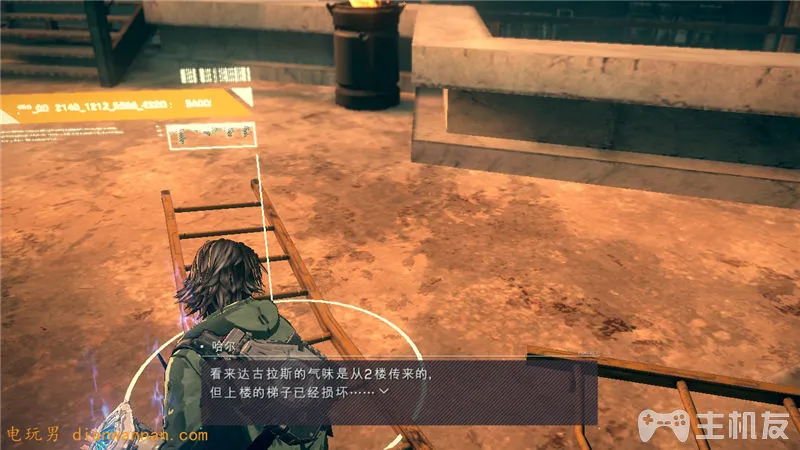 哈尔
看来达古拉斯的气味是从2楼传来的，
但上楼的梯子已经损坏……
电玩男 dianwannan.com
主机友